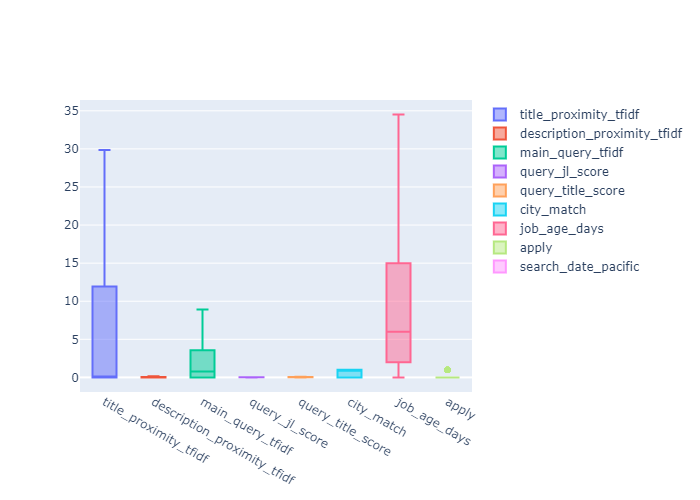 35
30
25
20
15
10
5
0
title_proximity_tfidf
description_proximity_tfidf
main_query_tfidf
query_jl_score
query_title_score
city_match
job_age_days
apply
title_proximity_tfidf
description_proximity_tfidf
main_query_tfidf
query_jl_score
query_title_score
city_match
job_age_days
apply
search_date_pacific